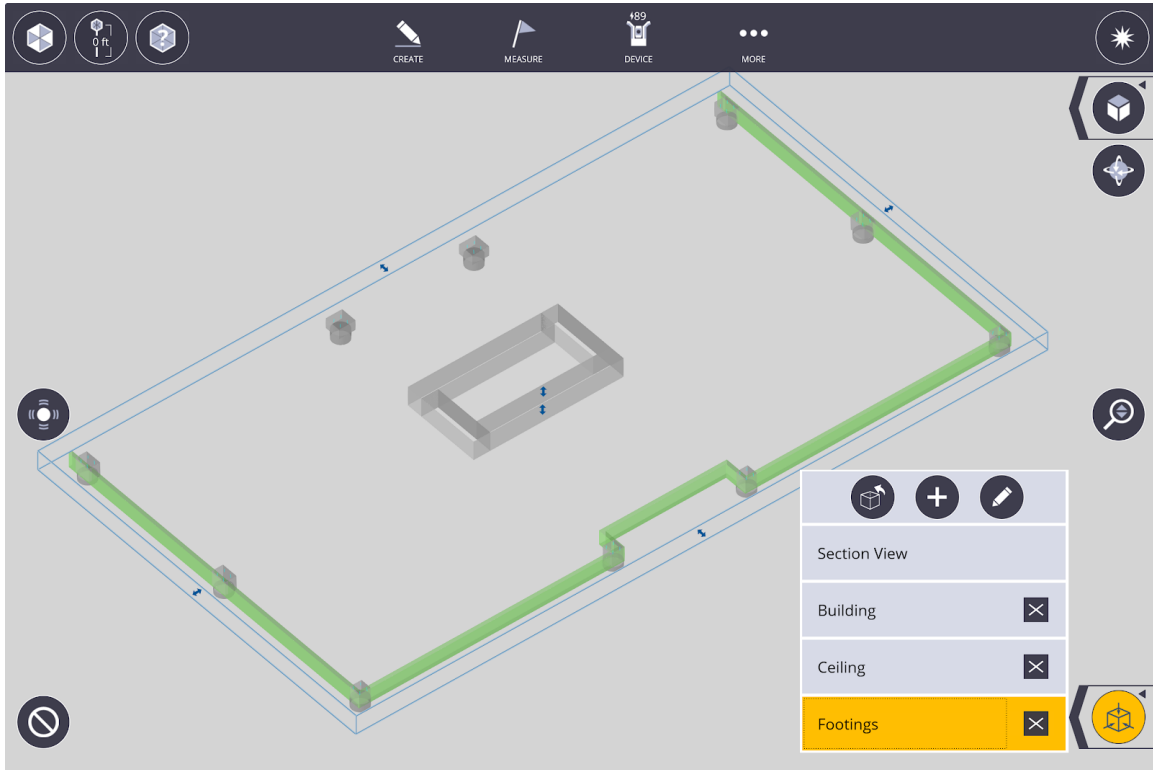 0 ft
?
CREATE
MEASURE
89
DEVICE
MORE
Section View
Building
Ceiling
Footings